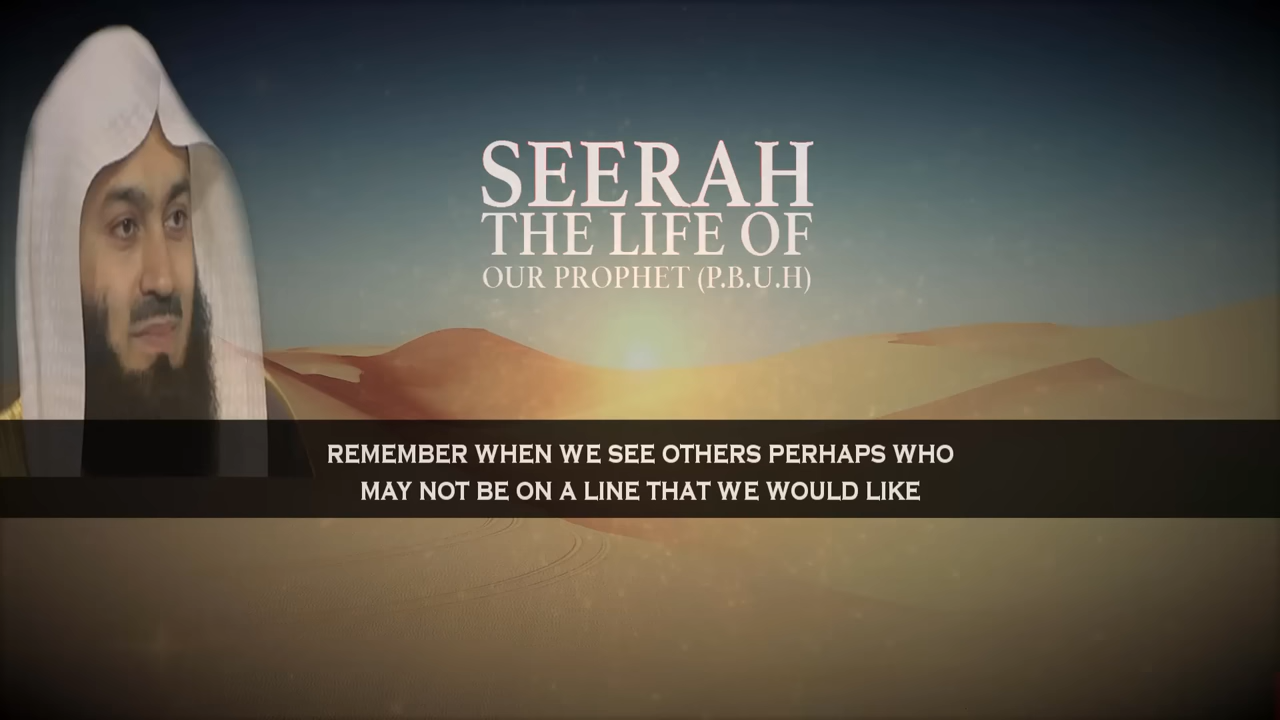 SEERAH
THE LIFE OF
OUR PROPHET (P.B.U.H)
REMEMBER WHEN WE SEE OTHERS PERHAPS WHO
MAY NOT BE ON A LINE THAT WE WOULD LIKE